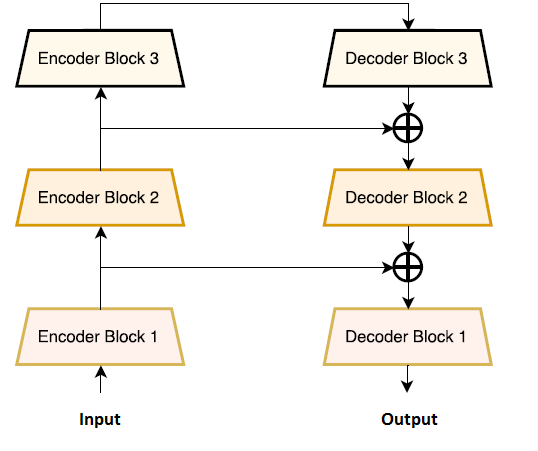 Encoder Block 3
Decoder Block 3
Encoder Block 2
Decoder Block 2
Encoder Block 1
Decoder Block 1
Input
Output